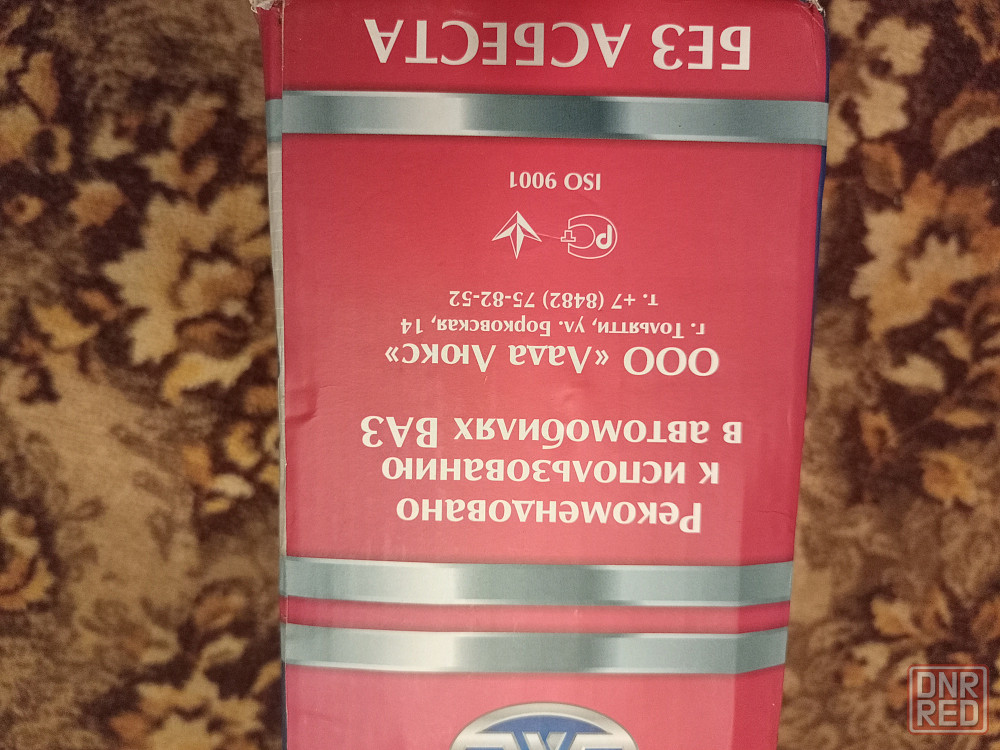 Рекомендовано
к использованию
в автомобилях ВАЗ
ООО «Лада Люкс»
г. Тольятти, ул. Борковская, 14
т. +7 (8482) 75-82-52
РСТ
ISO 9001
БЕЗ АСБЕСТА
DNR
RED